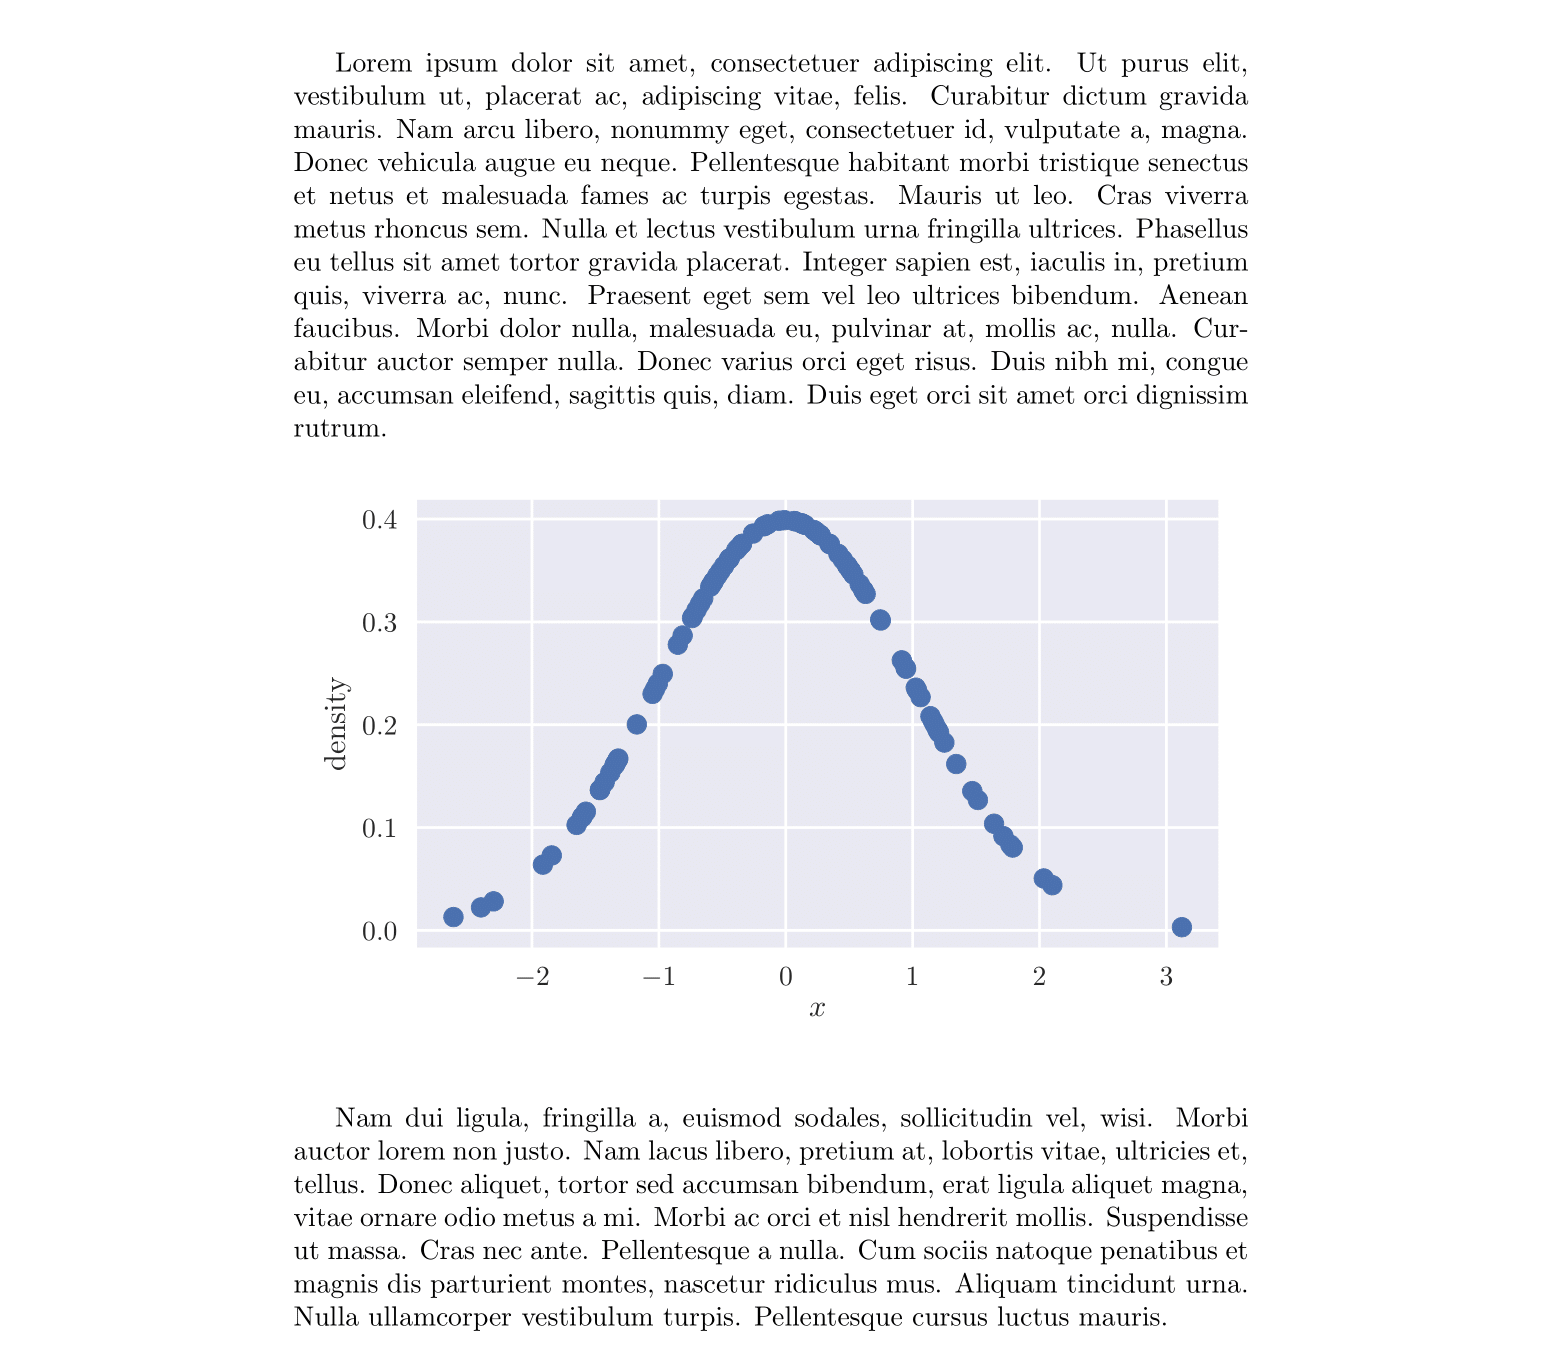 Lorem ipsum dolor sit amet, consectetuer adipiscing elit. Ut purus elit,
vestibulum ut, placerat ac, adipiscing vitae, felis. Curabitur dictum gravida
mauris. Nam arcu libero, nonummy eget, consectetuer id, vulputate a, magna.
Donec vehicula augue eu neque. Pellentesque habitant morbi tristique senectus
et netus et malesuada fames ac turpis egestas. Mauris ut leo. Cras viverra
metus rhoncus sem. Nulla et lectus vestibulum urna fringilla ultrices. Phasellus
eu tellus sit amet tortor gravida placerat. Integer sapien est, iaculis in, pretium
quis, viverra ac, nunc. Praesent eget sem vel leo ultrices bibendum. Aenean
faucibus. Morbi dolor nulla, malesuada eu, pulvinar at, mollis ac, nulla. Cur-
abitur auctor semper nulla. Donec varius orci eget risus. Duis nibh mi, congue
eu, accumsan eleifend, sagittis quis, diam. Duis eget orci sit amet orci dignissim
rutrum.
0.4
0.3
density
0.2
0.1
0.0
−2 −1 0 1 2 3
x
Nam dui ligula, fringilla a, euismod sodales, sollicitudin vel, wisi. Morbi
auctor lorem non justo. Nam lacus libero, pretium at, lobortis vitae, ultricies et,
tellus. Donec aliquet, tortor sed accumsan bibendum, erat ligula aliquet magna,
vitae ornare odio metus a mi. Morbi ac orci et nisl hendrerit mollis. Suspendisse
ut massa. Cras nec ante. Pellentesque a nulla. Cum sociis natoque penatibus et
magnis dis parturient montes, nascetur ridiculus mus. Aliquam tincidunt urna.
Nulla ullamcorper vestibulum turpis. Pellentesque cursus luctus mauris.